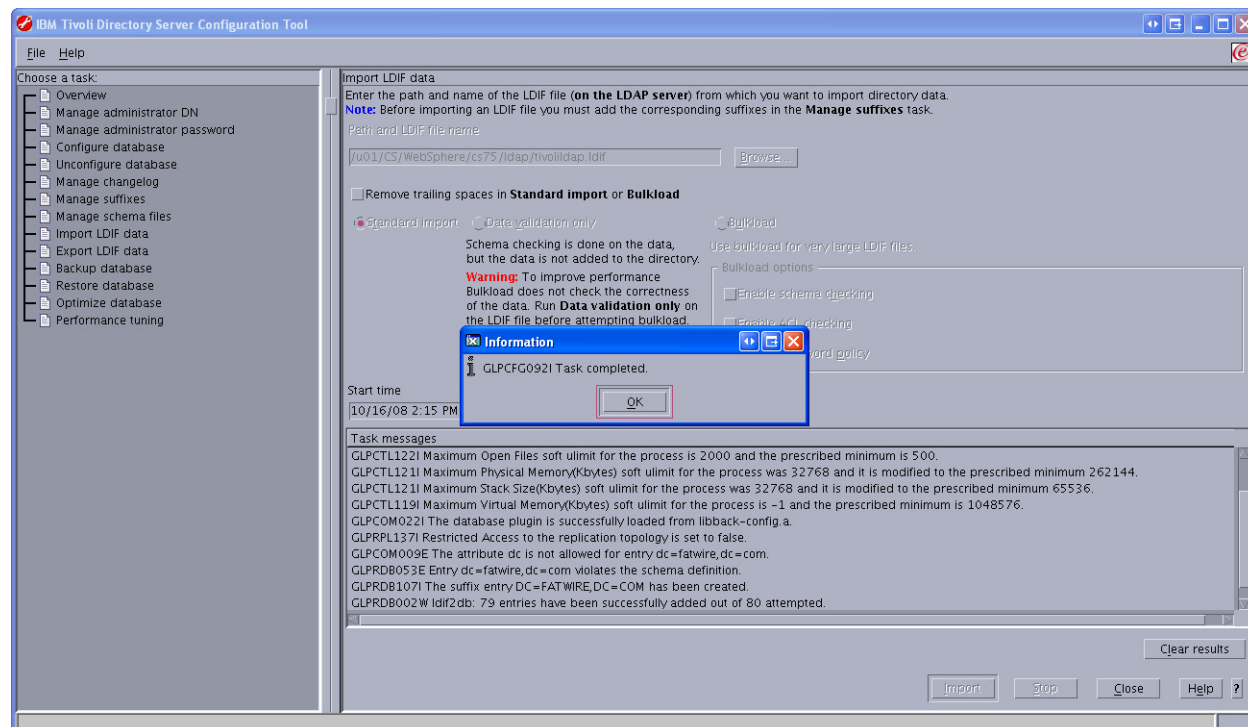 IBM Tivoli Directory Server Configuration Tool
File Help
Choose a task:
Overview
Manage administrator DN
Manage administrator password
Configure database
Unconfigure database
Manage changelog
Manage suffixes
Manage schema files
Import LDIF data
Export LDIF data
Backup database
Restore database
Optimize database
Performance tuning
Import LDIF data
Enter the path and name of the LDIF file (on the LDAP server) from which you want to import directory data.
Note: Before importing an LDIF file you must add the corresponding suffixes in the Manage suffixes task.
Path and LDIF file name
/u01/CS/WebSphere/cs75/ldap/tivolildap.ldif
Browse...
Remove trailing spaces in Standard import or Bulkload
Standard import
Data validation only
Schema checking is done on the data,
but the data is not added to the directory.
Warning: To improve performance
Bulkload does not check the correctness
of the data. Run Data validation only on
the LDIF file before attempting bulkload.
Bulkload
Use bulkload for very large LDIF files.
Bulkload options
Enable schema checking
Enable ACL checking
word policy
Information
GLPCFG092I Task completed.
OK
Start time
10/16/08 2:15 PM
Task messages
GLPCTL122I Maximum Open Files soft ulimit for the process is 2000 and the prescribed minimum is 500.
GLPCTL121I Maximum Physical Memory(Kbytes) soft ulimit for the process was 32768 and it is modified to the prescribed minimum 262144.
GLPCTL121I Maximum Stack Size(Kbytes) soft ulimit for the process was 32768 and it is modified to the prescribed minimum 65536.
GLPCTL119I Maximum Virtual Memory(Kbytes) soft ulimit for the process is -1 and the prescribed minimum is 1048576.
GLPCOM022I The database plugin is successfully loaded from libback-config.a.
GLPRPL137I Restricted Access to the replication topology is set to false.
GLPCOM009E The attribute dc is not allowed for entry dc=fatwire,dc=com.
GLPRDB053E Entry dc=fatwire,dc=com violates the schema definition.
GLPRDB107I The suffix entry DC=FATWIRE,DC=COM has been created.
GLPRDB002W ldif2db: 79 entries have been successfully added out of 80 attempted.
Clear results
Import Stop Close Help ?